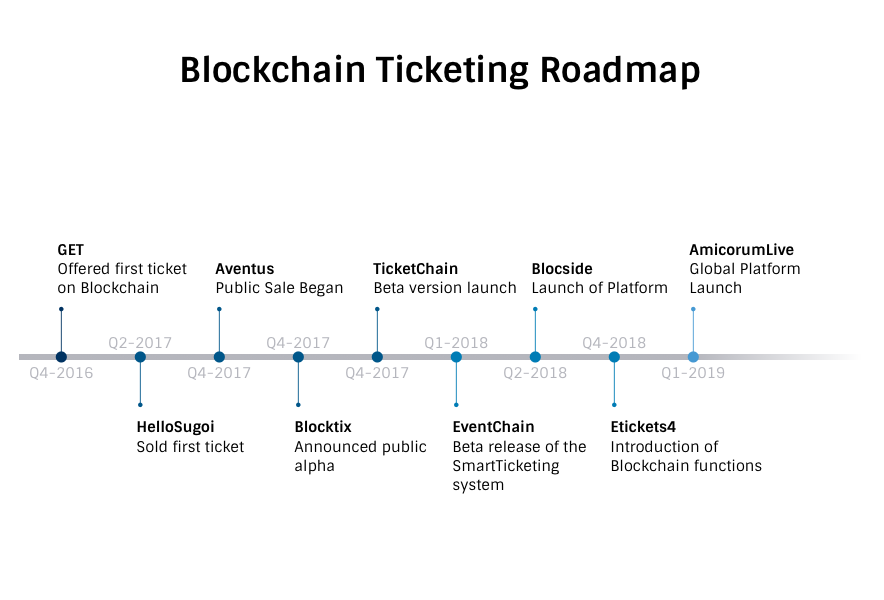 Blockchain Ticketing Roadmap
GET
Offered first ticket
on Blockchain
Aventus
Public Sale Began
TicketChain
Beta version launch
Blocside
Launch of Platform
AmicorumLive
Global Platform
Launch
Q2-2017
Q4-2017
Q1-2018
Q4-2018
Q4-2016
Q4-2017
Q4-2017
Q2-2018
Q1-2019
HelloSugoi
Sold first ticket
Blocktix
Announced public
alpha
EventChain
Beta release of the
SmartTicketing
system
Etickets4
Introduction of
Blockchain functions